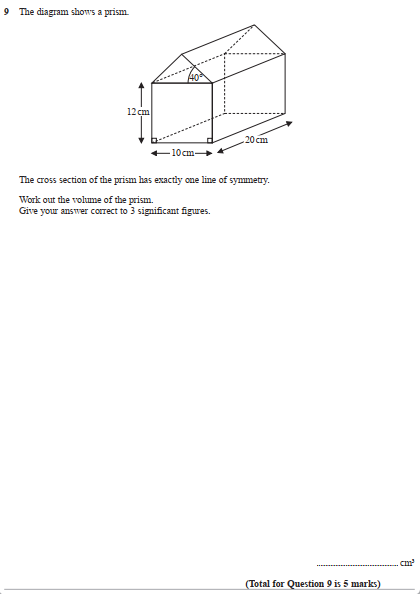 9 The diagram shows a prism.
40°
12 cm
20 cm
10 cm
The cross section of the prism has exactly one line of symmetry.
Work out the volume of the prism.
Give your answer correct to 3 significant figures.
...................................... cm³
(Total for Question 9 is 5 marks)